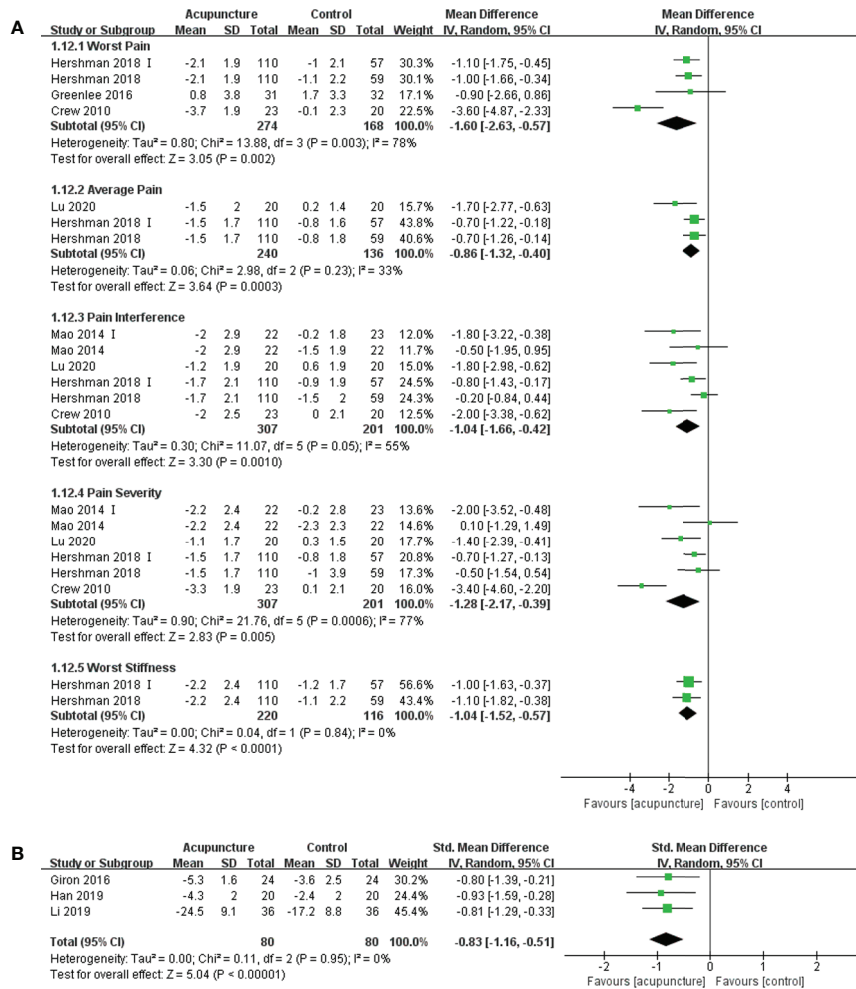 A
Acupuncture Control Mean Difference Mean Difference
Study or Subgroup Mean SD Total Mean SD Total Weight IV, Random, 95% CI IV, Random, 95% CI
1.12.1 Worst Pain
Hershman 2018 I -2.1 1.9 110 -1 2.1 57 30.3% -1.10 [-1.75, -0.45]
Hershman 2018 -2.1 1.9 110 -1.1 2.2 59 30.1% -1.00 [-1.66, -0.34]
Greenlee 2016 0.8 3.8 31 1.7 3.3 32 17.1% -0.90 [-2.66, 0.86]
Crew 2010 -3.7 1.9 23 -0.1 2.3 20 22.5% -3.60 [-4.87, -2.33]
Subtotal (95% CI) 274 168 100.0% -1.60 [-2.63, -0.57]
Heterogeneity: Tau² = 0.80; Chi² = 13.88, df = 3 (P = 0.003); I² = 78%
Test for overall effect: Z = 3.05 (P = 0.002)
1.12.2 Average Pain
Lu 2020 -1.5 2 20 0.2 1.4 20 15.7% -1.70 [-2.77, -0.63]
Hershman 2018 I -1.5 1.7 110 -0.8 1.6 57 43.8% -0.70 [-1.22, -0.18]
Hershman 2018 -1.5 1.7 110 -0.8 1.8 59 40.6% -0.70 [-1.26, -0.14]
Subtotal (95% CI) 240 136 100.0% -0.86 [-1.32, -0.40]
Heterogeneity: Tau² = 0.06; Chi² = 2.98, df = 2 (P = 0.23); I² = 33%
Test for overall effect: Z = 3.64 (P = 0.0003)
1.12.3 Pain Interference
Mao 2014 I -2 2.9 22 -0.2 1.8 23 12.0% -1.80 [-3.22, -0.38]
Mao 2014 -2 2.9 22 -1.5 1.9 22 11.7% -0.50 [-1.95, 0.95]
Lu 2020 -1.2 1.9 20 0.6 1.9 20 15.2% -1.80 [-2.98, -0.62]
Hershman 2018 I -1.7 2.1 110 -0.9 1.9 57 24.5% -0.80 [-1.43, -0.17]
Hershman 2018 -1.7 2.1 110 -1.5 2 59 24.3% -0.20 [-0.84, 0.44]
Crew 2010 -2 2.5 23 0 2.1 20 12.5% -2.00 [-3.38, -0.62]
Subtotal (95% CI) 307 201 100.0% -1.04 [-1.66, -0.42]
Heterogeneity: Tau² = 0.30; Chi² = 11.07, df = 5 (P = 0.05); I² = 55%
Test for overall effect: Z = 3.30 (P = 0.0010)
1.12.4 Pain Severity
Mao 2014 I -2.2 2.4 22 -0.2 2.8 23 13.6% -2.00 [-3.52, -0.48]
Mao 2014 -2.2 2.4 22 -2.3 2.3 22 14.6% 0.10 [-1.29, 1.49]
Lu 2020 -1.1 1.7 20 0.3 1.5 20 17.7% -1.40 [-2.39, -0.41]
Hershman 2018 I -1.5 1.7 110 -0.8 1.8 57 20.8% -0.70 [-1.27, -0.13]
Hershman 2018 -1.5 1.7 110 -1 3.9 59 17.3% -0.50 [-1.54, 0.54]
Crew 2010 -3.3 1.9 23 0.1 2.1 20 16.0% -3.40 [-4.60, -2.20]
Subtotal (95% CI) 307 201 100.0% -1.28 [-2.17, -0.39]
Heterogeneity: Tau² = 0.90; Chi² = 21.76, df = 5 (P = 0.0006); I² = 77%
Test for overall effect: Z = 2.83 (P = 0.005)
1.12.5 Worst Stiffness
Hershman 2018 I -2.2 2.4 110 -1.2 1.7 57 56.6% -1.00 [-1.63, -0.37]
Hershman 2018 -2.2 2.4 110 -1.1 2.2 59 43.4% -1.10 [-1.82, -0.38]
Subtotal (95% CI) 220 116 100.0% -1.04 [-1.52, -0.57]
Heterogeneity: Tau² = 0.00; Chi² = 0.04, df = 1 (P = 0.84); I² = 0%
Test for overall effect: Z = 4.32 (P < 0.0001)
-4 -2 0 2 4
Favours [acupuncture] Favours [control]
B
Acupuncture Control Std. Mean Difference Std. Mean Difference
Study or Subgroup Mean SD Total Mean SD Total Weight IV, Random, 95% CI IV, Random, 95% CI
Giron 2016 -5.3 1.6 24 -3.6 2.5 24 30.2% -0.80 [-1.39, -0.21]
Han 2019 -4.3 2 20 -2.4 2 20 24.4% -0.93 [-1.59, -0.28]
Li 2019 -24.5 9.1 36 -17.2 8.8 36 45.4% -0.81 [-1.29, -0.33]
Total (95% CI) 80 80 100.0% -0.83 [-1.16, -0.51]
Heterogeneity: Tau² = 0.00; Chi² = 0.11, df = 2 (P = 0.95); I² = 0%
Test for overall effect: Z = 5.04 (P < 0.00001)
-2 -1 0 1 2
Favours [acupuncture] Favours [control]